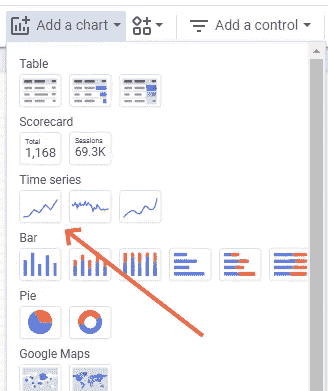 Add a chart Add a control
Table
Scorecard
Total Sessions
1,168 69.3K
Time series
Bar
Pie
Google Maps